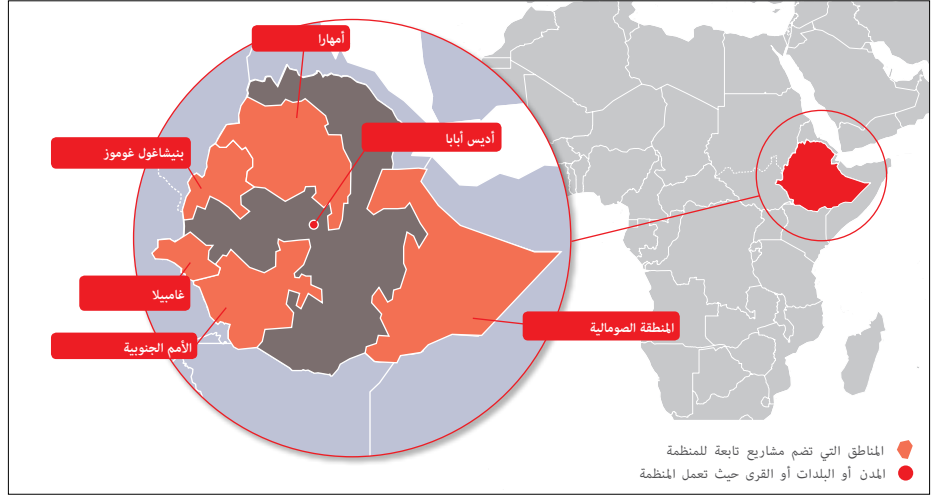 أمهارا
أديس أبابا
بنيشاغول غوموز
غامبيلا
المنطقة الصومالية
الأمم الجنوبية
المناطق التي تضم مشاريع تابعة للمنظمة
المدن أو البلدات أو القرى حيث تعمل المنظمة